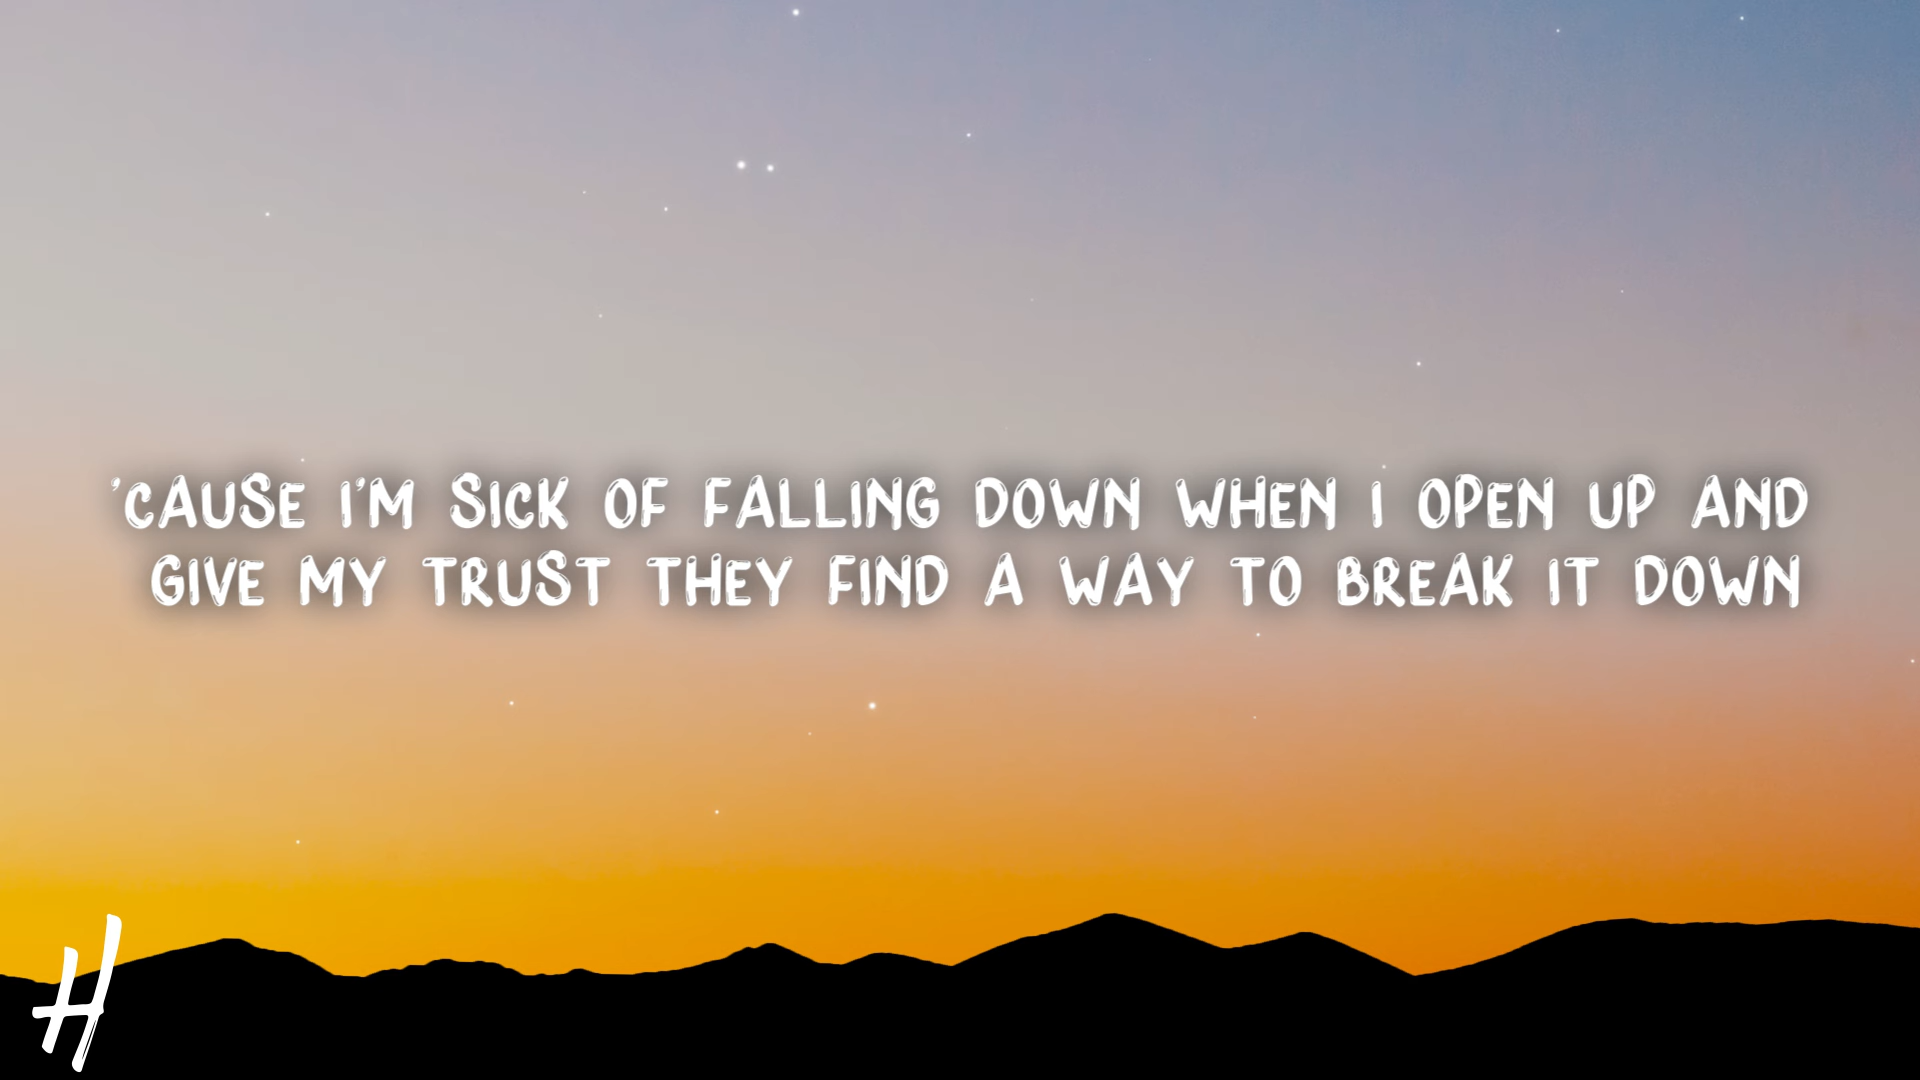 'CAUSE I'M SICK OF FALLING DOWN WHEN I OPEN UP AND
GIVE MY TRUST THEY FIND A WAY TO BREAK IT DOWN
H